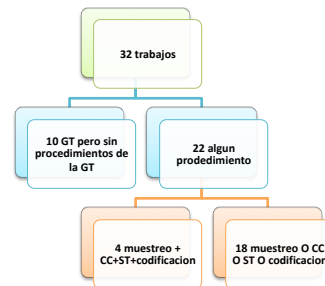 32 trabajos
10 GT pero sin
procedimientos de
la GT
22 algun
prodedimiento
4 muestreo +
CC+ST+codificacion
18 muestreo O CC
O ST O codificacion